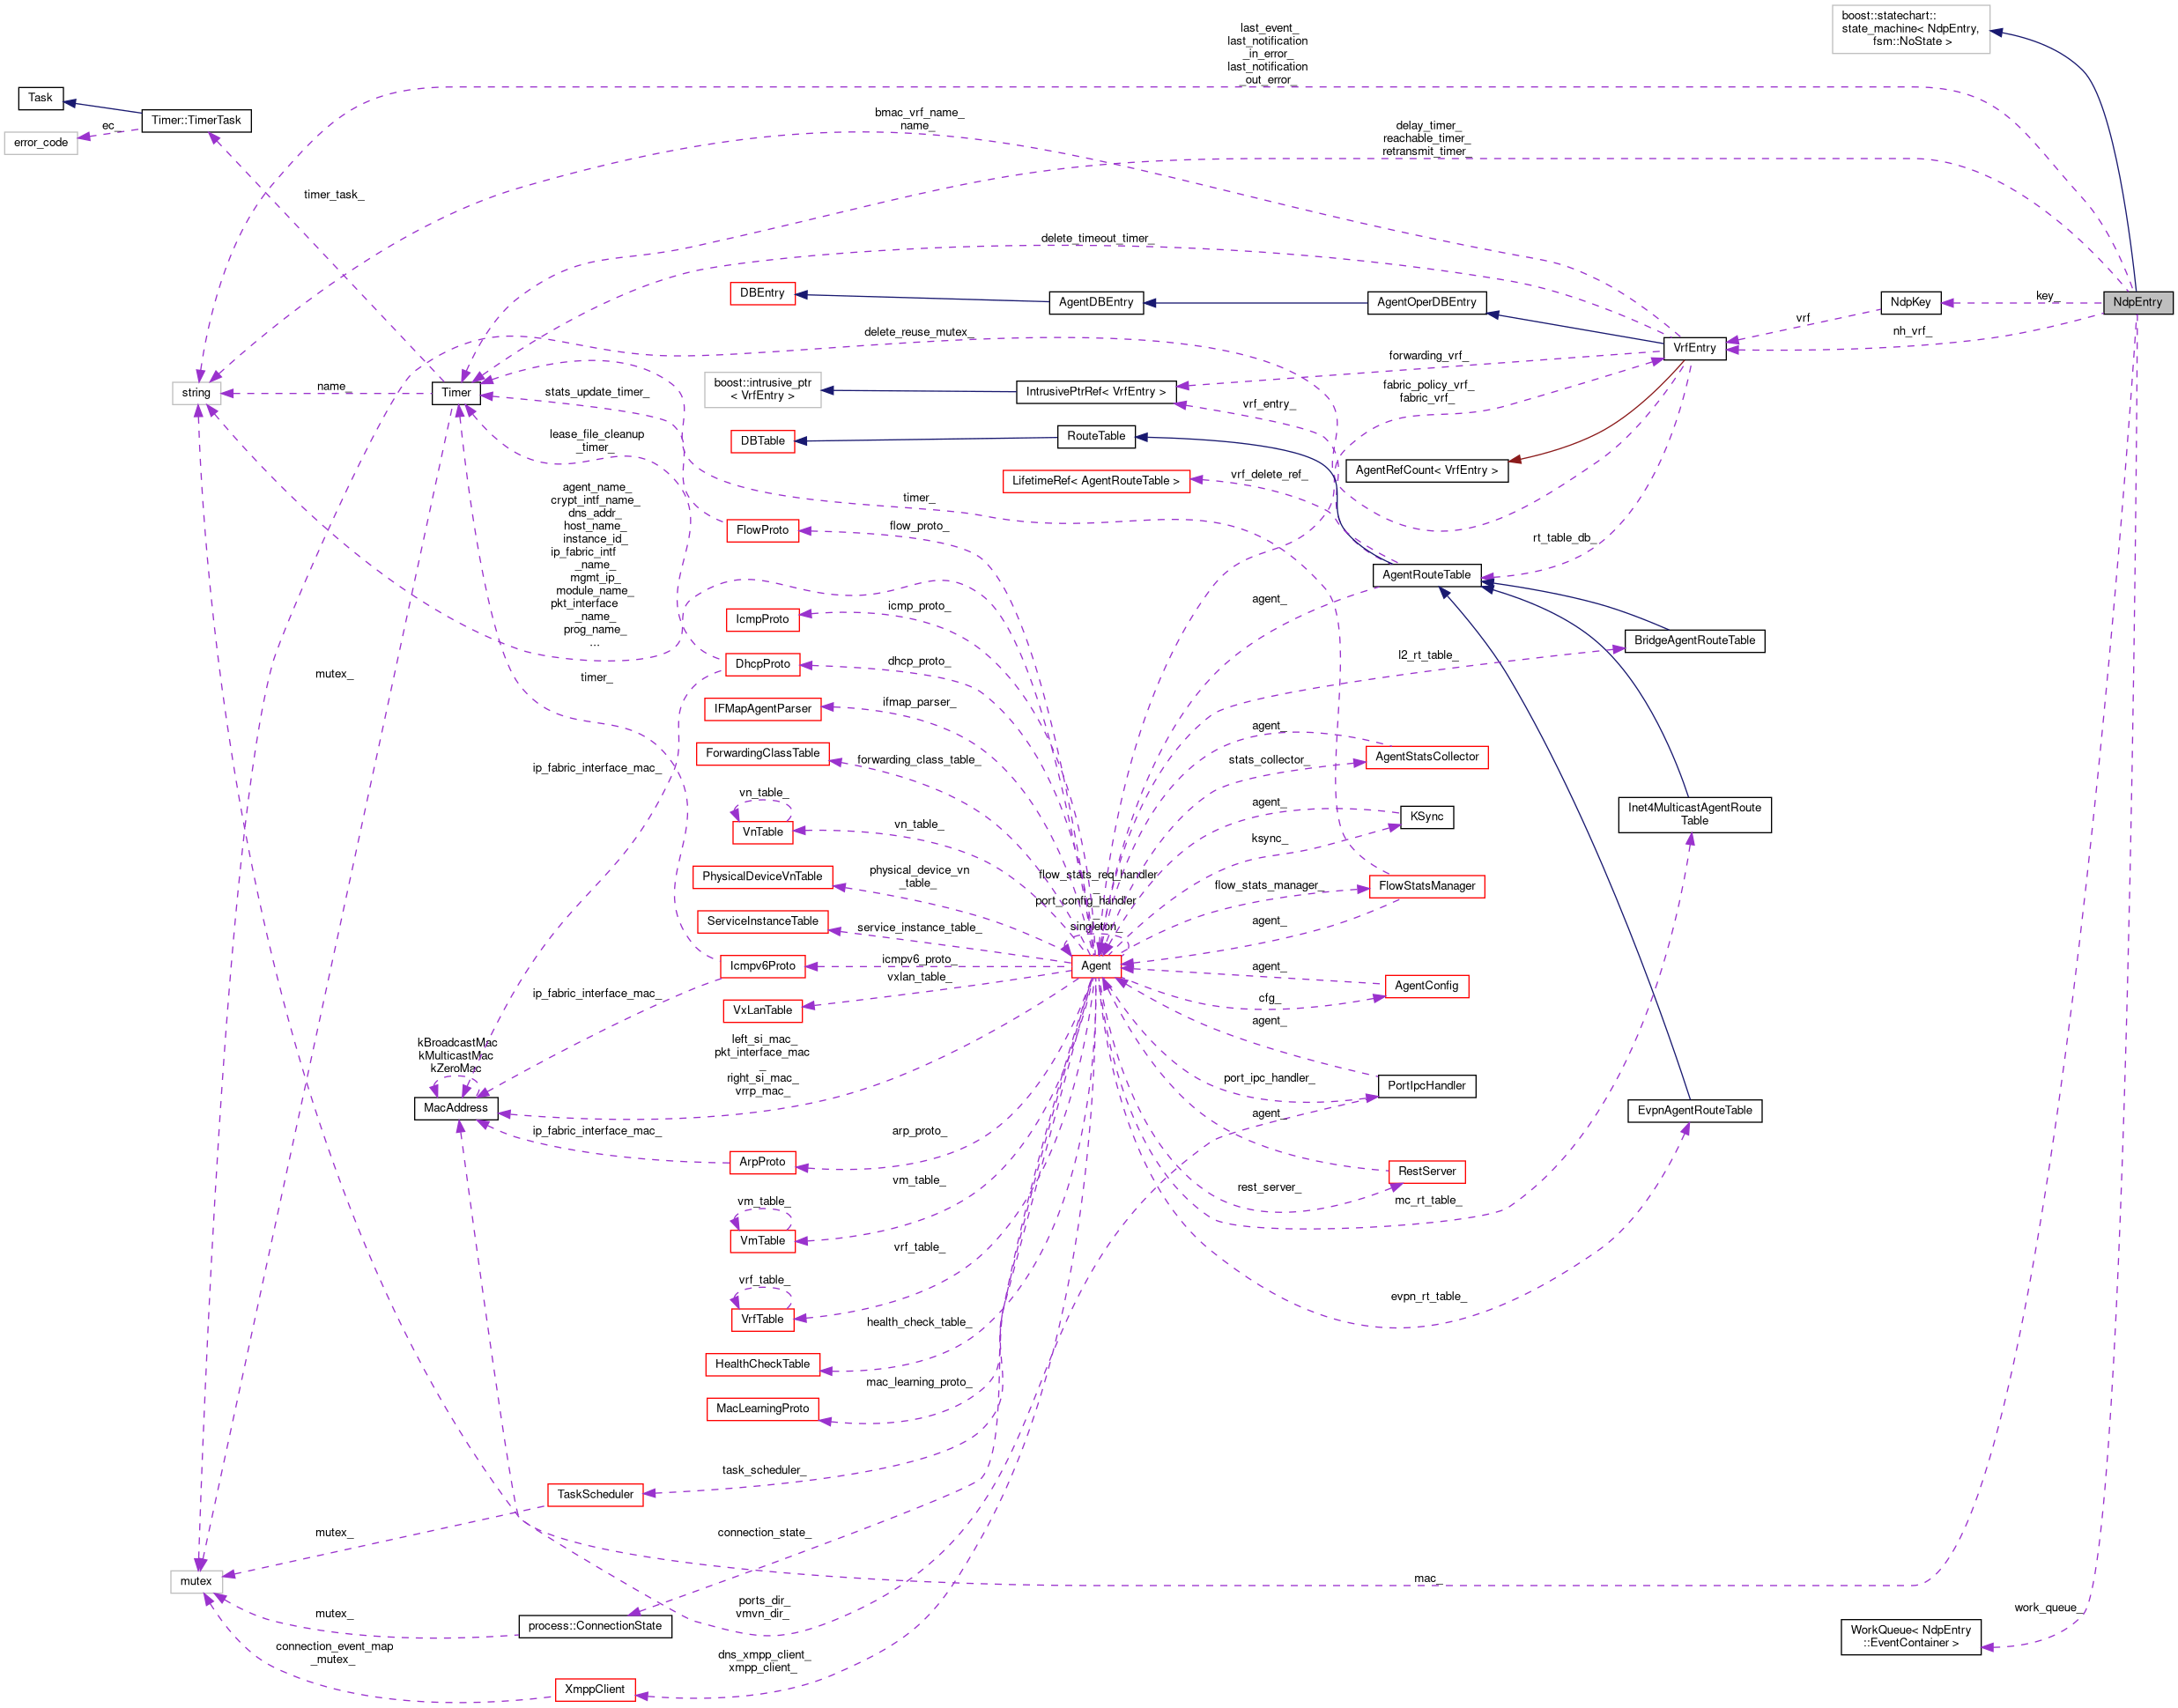 boost::statechart::
state_machine< NdpEntry,
fsm::NoState >
last_event_
last_notification
_in_error_
last_notification
_out_error_
Task
Timer::TimerTask
ec_
error_code
bmac_vrf_name_
name_
delay_timer_
reachable_timer_
retransmit_timer_
timer_task_
delete_timeout_timer_
DBEntry
AgentDBEntry
AgentOperDBEntry
NdpKey
key_
NdpEntry
vrf
nh_vrf_
delete_reuse_mutex_
VrfEntry
forwarding_vrf_
string
name_
Timer
stats_update_timer_
boost::intrusive_ptr
< VrfEntry >
IntrusivePtrRef< VrfEntry >
vrf_entry_
fabric_policy_vrf_
fabric_vrf_
lease_file_cleanup
_timer_
DBTable
RouteTable
AgentRefCount< VrfEntry >
LifetimeRef< AgentRouteTable >
vrf_delete_ref_
agent_name_
crypt_intf_name_
dns_addr_
host_name_
instance_id_
ip_fabric_intf
_name_
mgmt_ip_
module_name_
pkt_interface
_name_
prog_name_
...
timer_
FlowProto
flow_proto_
rt_table_db_
AgentRouteTable
agent_
IcmpProto
icmp_proto_
BridgeAgentRouteTable
l2_rt_table_
mutex_
timer_
DhcpProto
dhcp_proto_
IFMapAgentParser
ifmap_parser_
ForwardingClassTable
forwarding_class_table_
agent_
AgentStatsCollector
stats_collector_
ip_fabric_interface_mac_
vn_table_
VnTable
vn_table_
agent_
KSync
ksync_
Inet4MulticastAgentRoute
Table
PhysicalDeviceVnTable
physical_device_vn
_table_
flow_stats_req_handler
_
port_config_handler
_
singleton_
flow_stats_manager_
FlowStatsManager
agent_
ServiceInstanceTable
service_instance_table_
Icmpv6Proto
icmpv6_proto_
Agent
agent_
AgentConfig
cfg_
ip_fabric_interface_mac_
VxLanTable
vxlan_table_
agent_
left_si_mac_
pkt_interface_mac
_
right_si_mac_
vrrp_mac_
kBroadcastMac
kMulticastMac
kZeroMac
MacAddress
port_ipc_handler_
PortIpcHandler
EvpnAgentRouteTable
agent_
ip_fabric_interface_mac_
ArpProto
arp_proto_
RestServer
rest_server_
mc_rt_table_
vm_table_
VmTable
vm_table_
vrf_table_
VrfTable
vrf_table_
evpn_rt_table_
HealthCheckTable
health_check_table_
MacLearningProto
mac_learning_proto_
TaskScheduler
task_scheduler_
mutex_
connection_state_
mutex
mac_
mutex_
process::ConnectionState
ports_dir_
vmvn_dir_
work_queue_
WorkQueue< NdpEntry
::EventContainer >
connection_event_map
_mutex_
XmppClient
dns_xmpp_client_
xmpp_client_